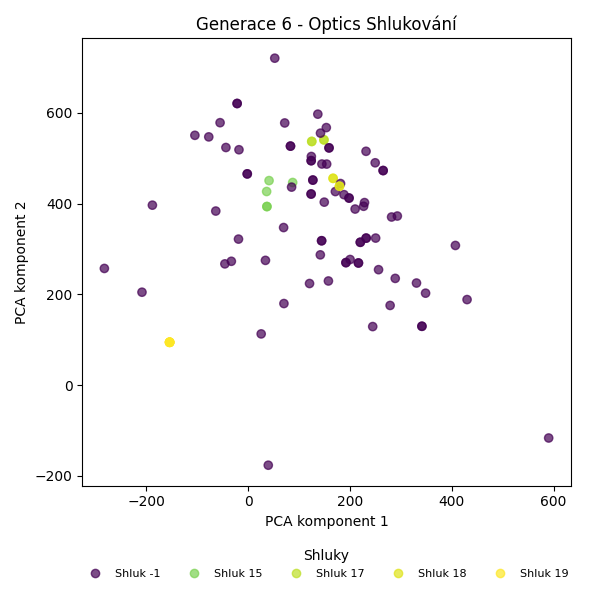 Generace 6 - Optics Shlukování
PCA komponent 2
600
400
200
0
−200
−200 0 200 400 600
PCA komponent 1
Shluky
Shluk -1 Shluk 15 Shluk 17 Shluk 18 Shluk 19